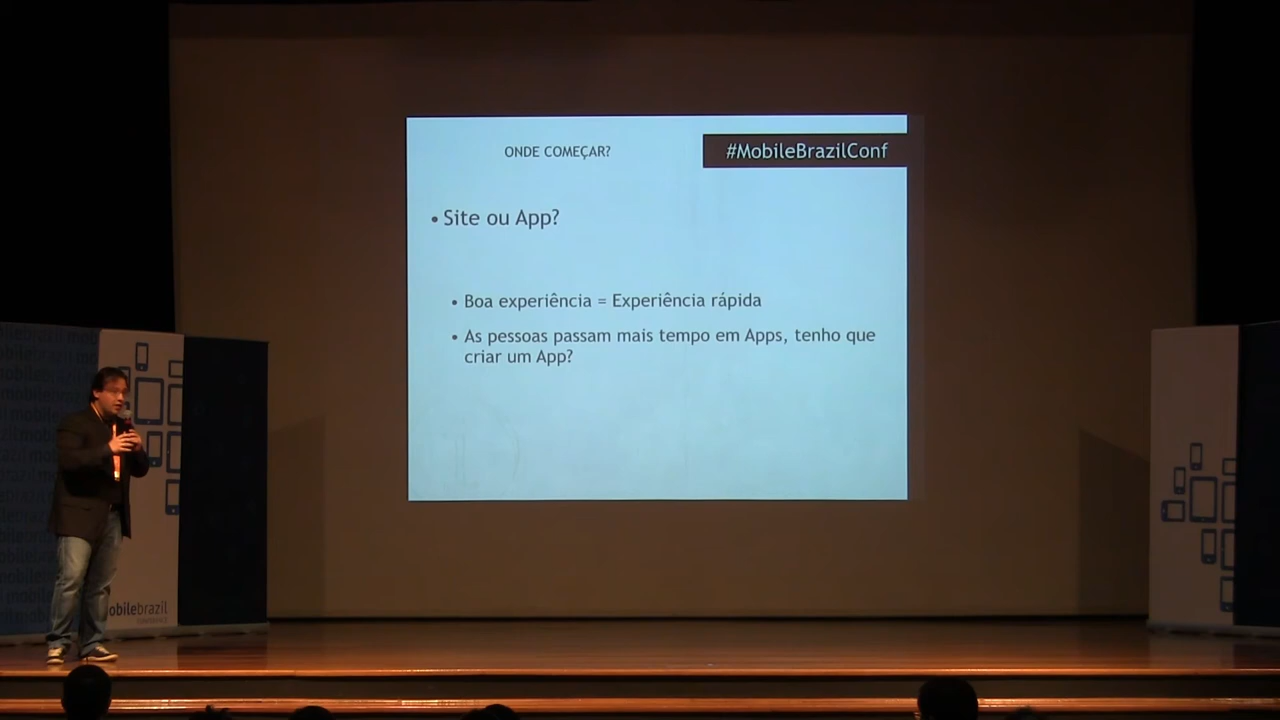 ONDE COMEÇAR?
#MobileBrazilConf
• Site ou App?
• Boa experiência = Experiência rápida
• As pessoas passam mais tempo em Apps, tenho que
criar um App?
obilebrazil